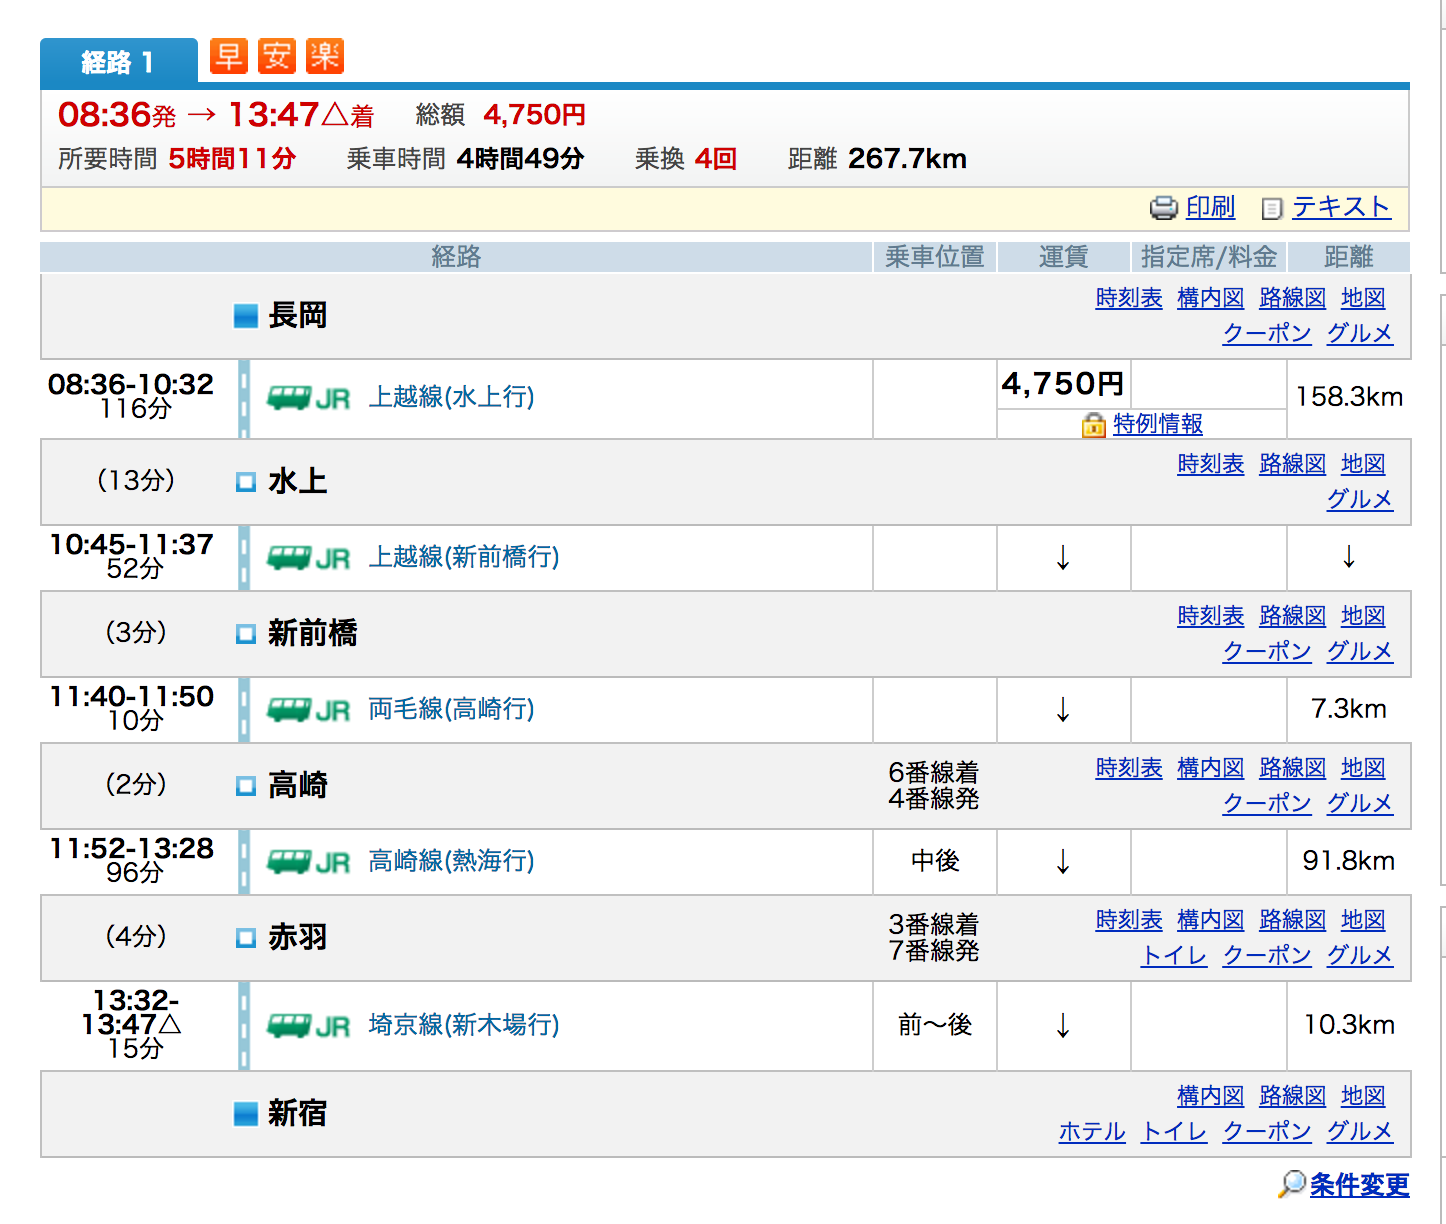 経路 1 早 安 楽
08:36発 → 13:47△着 総額 4,750円
所要時間 5時間11分 乗車時間 4時間49分 乗換 4回 距離 267.7km
印刷 テキスト
経路 乗車位置 運賃 指定席/料金 距離
長岡 時刻表 構内図 路線図 地図
クーポン グルメ
08:36-10:32
116分
JR 上越線(水上行)
4,750円
158.3km
特例情報
(13分) 水上 時刻表 路線図 地図
グルメ
10:45-11:37
52分
JR 上越線(新前橋行) ↓ ↓
(3分) 新前橋 時刻表 路線図 地図
クーポン グルメ
11:40-11:50
10分
JR 両毛線(高崎行) ↓ 7.3km
(2分) 高崎
6番線着
4番線発
時刻表 構内図 路線図 地図
クーポン グルメ
11:52-13:28
96分
JR 高崎線(熱海行) 中後 ↓ 91.8km
(4分) 赤羽
3番線着
7番線発
時刻表 構内図 路線図 地図
トイレ クーポン グルメ
13:32-
13:47△
15分
JR 埼京線(新木場行) 前〜後 ↓ 10.3km
新宿 構内図 路線図 地図
ホテル トイレ クーポン グルメ
条件変更